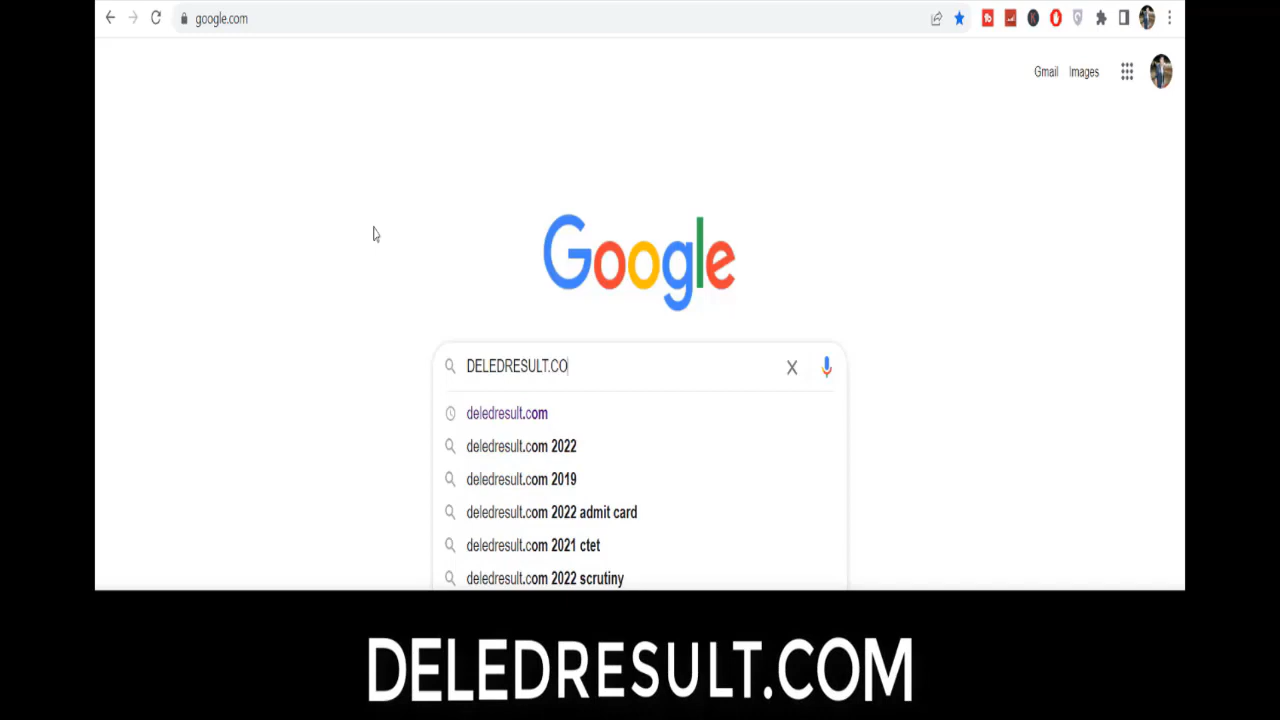 google.com
Gmail Images
Google
DELEDRESULT.CO
deledresult.com
deledresult.com 2022
deledresult.com 2019
deledresult.com 2022 admit card
deledresult.com 2021 ctet
deledresult.com 2022 scrutiny
DELEDRESULT.COM